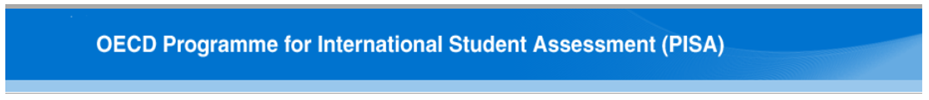 OECD Programme for International Student Assessment (PISA)